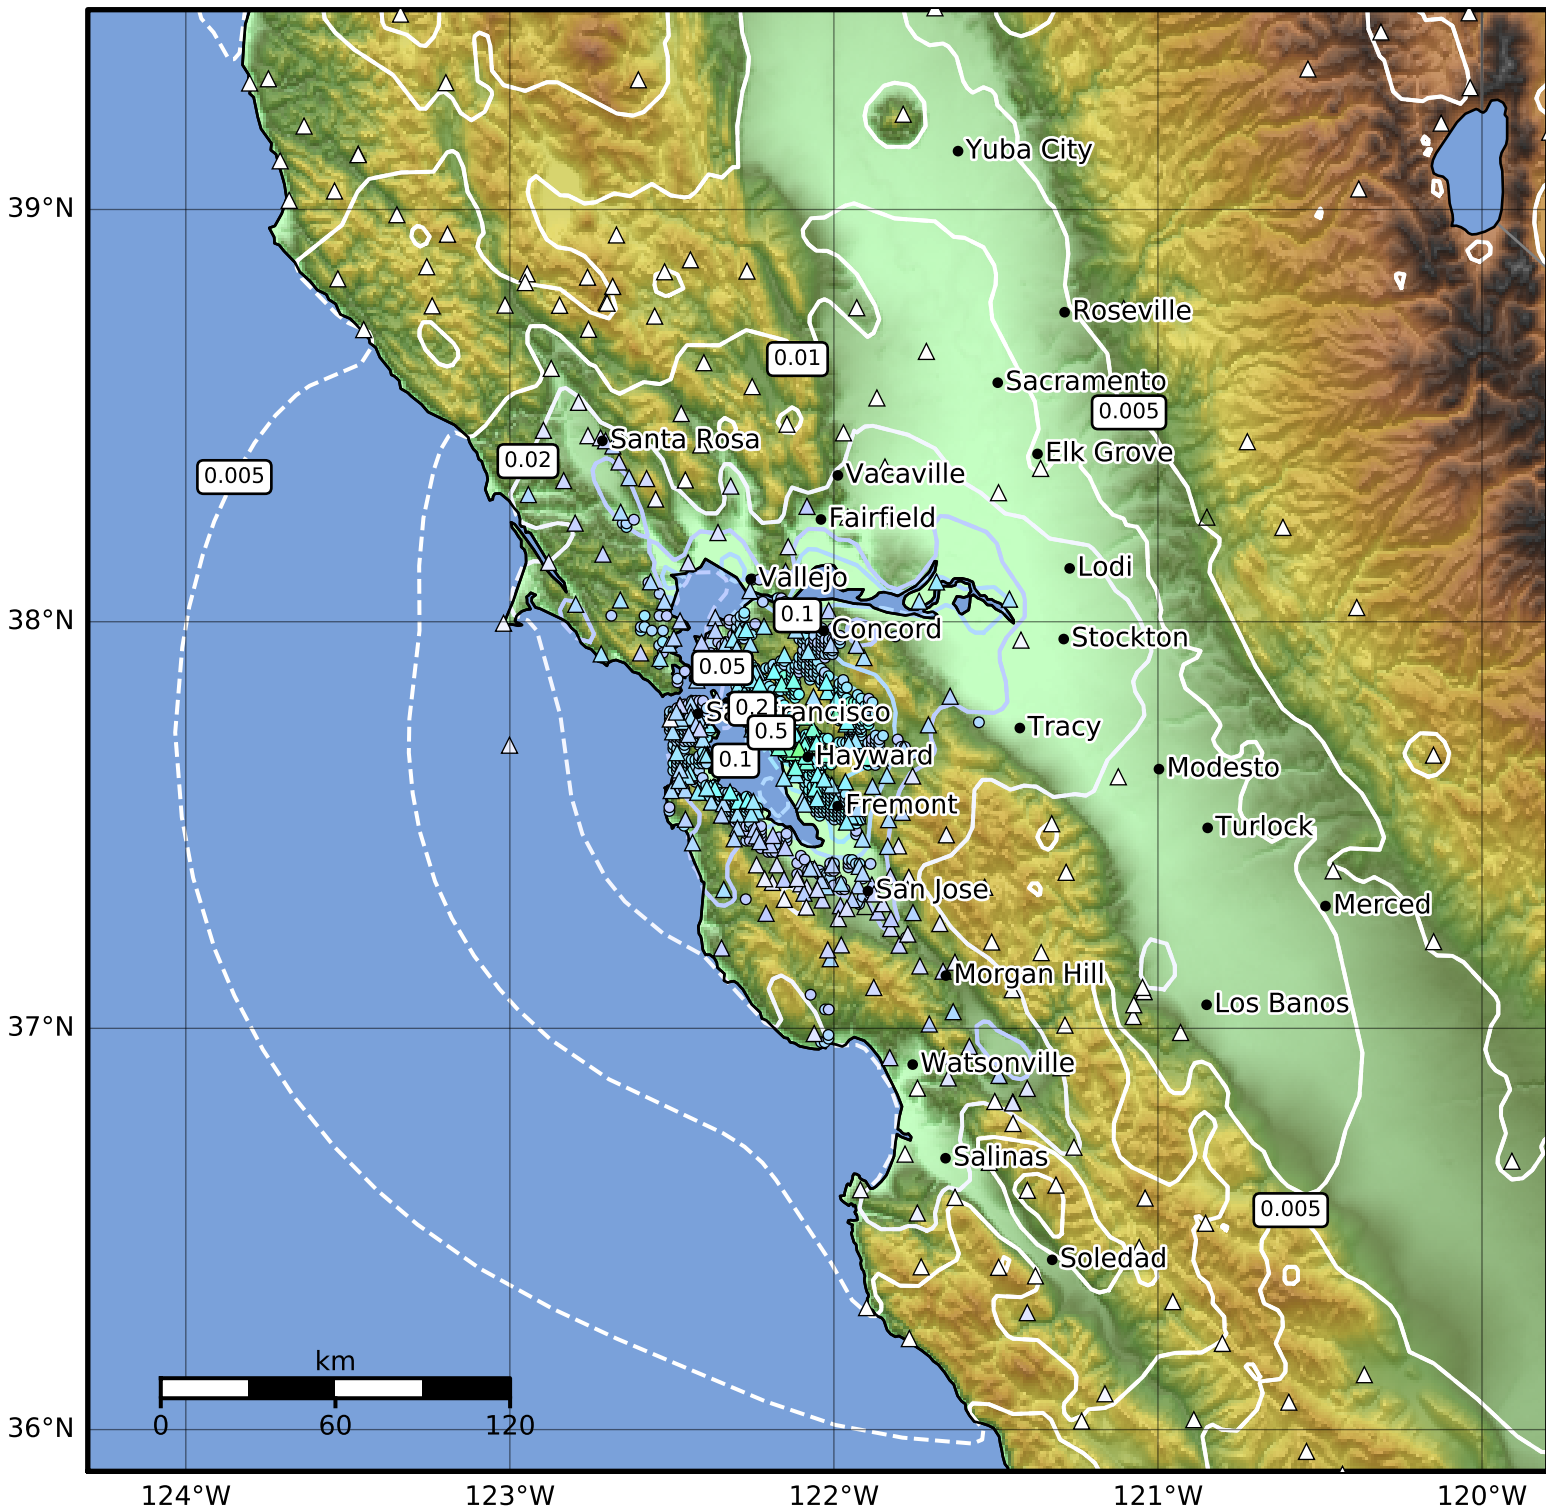 Yuba City
39°N
Roseville
0.01
Sacramento
0.005
Santa Rosa
Elk Grove
0.02
0.005
Vacaville
Fairfield
Lodi
Vallejo
0.1
38°N
Concord
Stockton
0.05
0.2
San Francisco
Tracy
0.5
Hayward
0.1
Modesto
Fremont
Turlock
San Jose
Merced
Morgan Hill
Los Banos
37°N
Watsonville
Salinas
0.005
Soledad
km
0 60 120
36°N
124°W 123°W 122°W 121°W 120°W